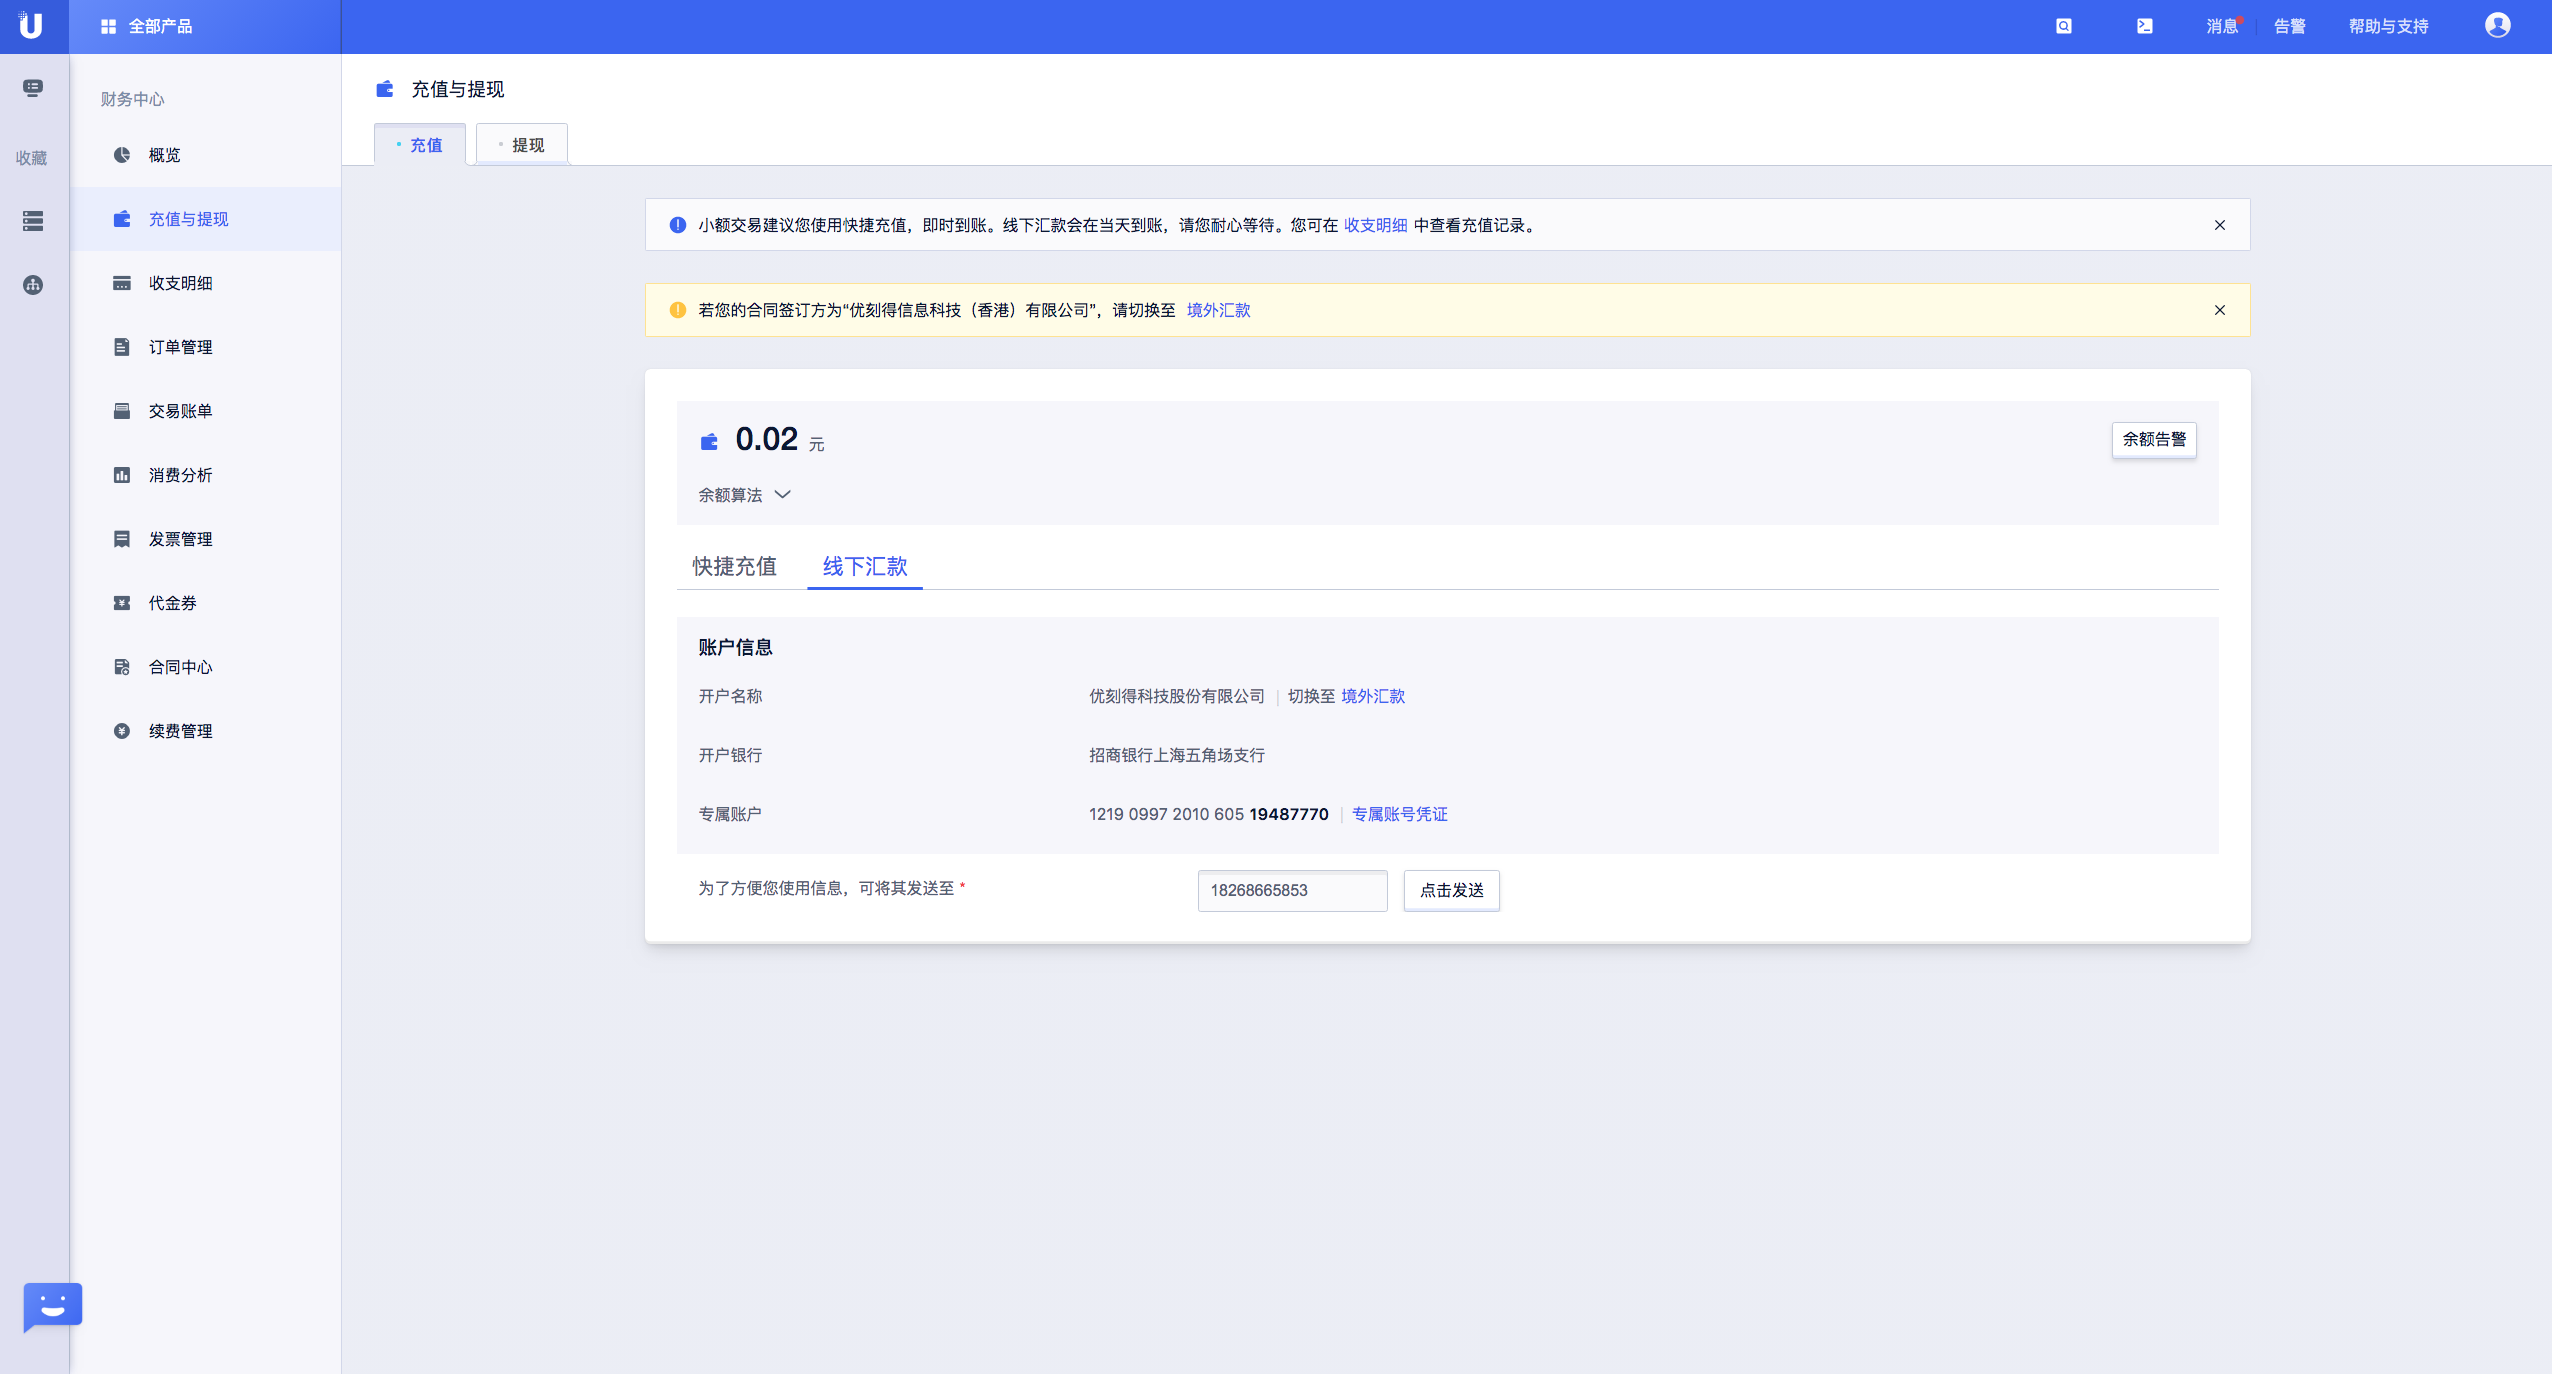 U
全部产品
消息
告警
帮助与支持
收藏
财务中心
概览
充值与提现
收支明细
订单管理
交易账单
消费分析
发票管理
代金券
合同中心
续费管理
充值与提现
充值
提现
小额交易建议您使用快捷充值，即时到账。线下汇款会在当天到账，请您耐心等待。您可在 收支明细 中查看充值记录。
若您的合同签订方为“优刻得信息科技（香港）有限公司”，请切换至 境外汇款
0.02 元
余额告警
余额算法
快捷充值
线下汇款
账户信息
开户名称 优刻得科技股份有限公司 | 切换至 境外汇款
开户银行 招商银行上海五角场支行
专属账户 1219 0997 2010 605 19487770 | 专属账号凭证
为了方便您使用信息，可将其发送至 * 18268665853 点击发送